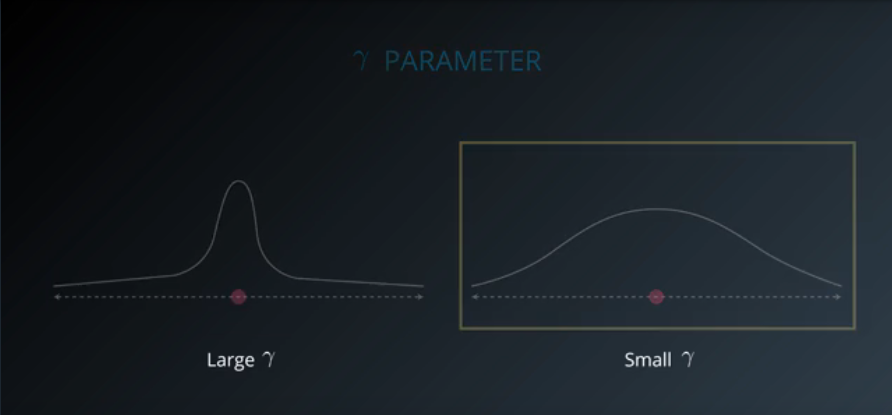 γ PARAMETER
Large γ
Small γ